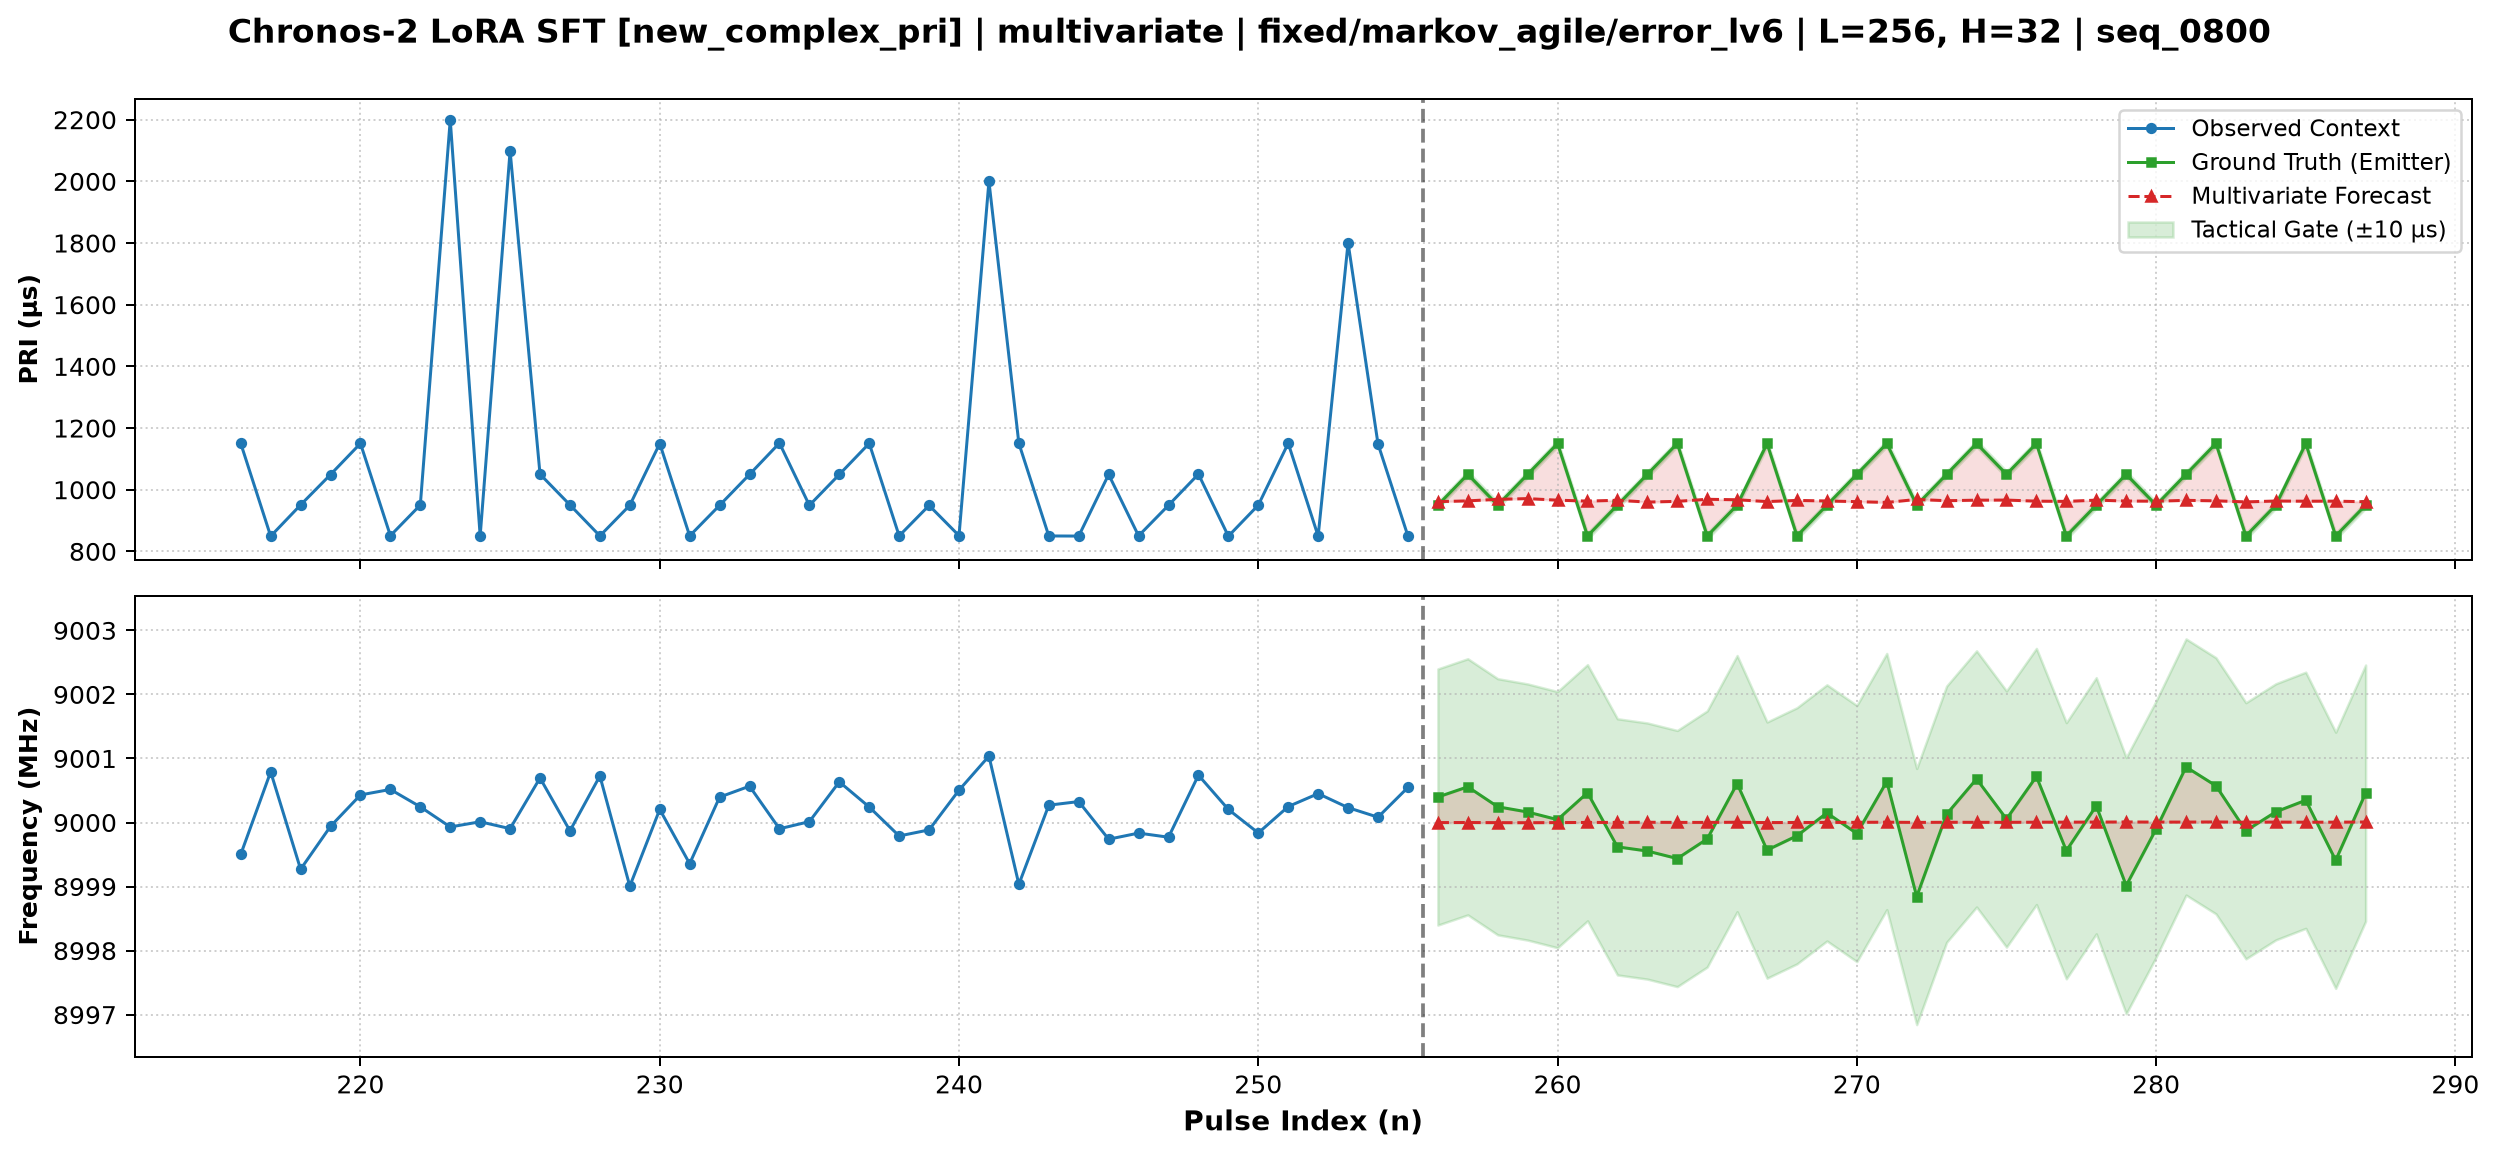 Chronos-2 LoRA SFT [new_complex_pri] | multivariate | fixed/markov_agile/error_lv6 | L=256, H=32 | seq_0800
PRI (µs)
2200
2000
1800
1600
1400
1200
1000
800
Observed Context
Ground Truth (Emitter)
Multivariate Forecast
Tactical Gate (±10 µs)
Frequency (MHz)
9003
9002
9001
9000
8999
8998
8997
220 230 240 250 260 270 280 290
Pulse Index (n)